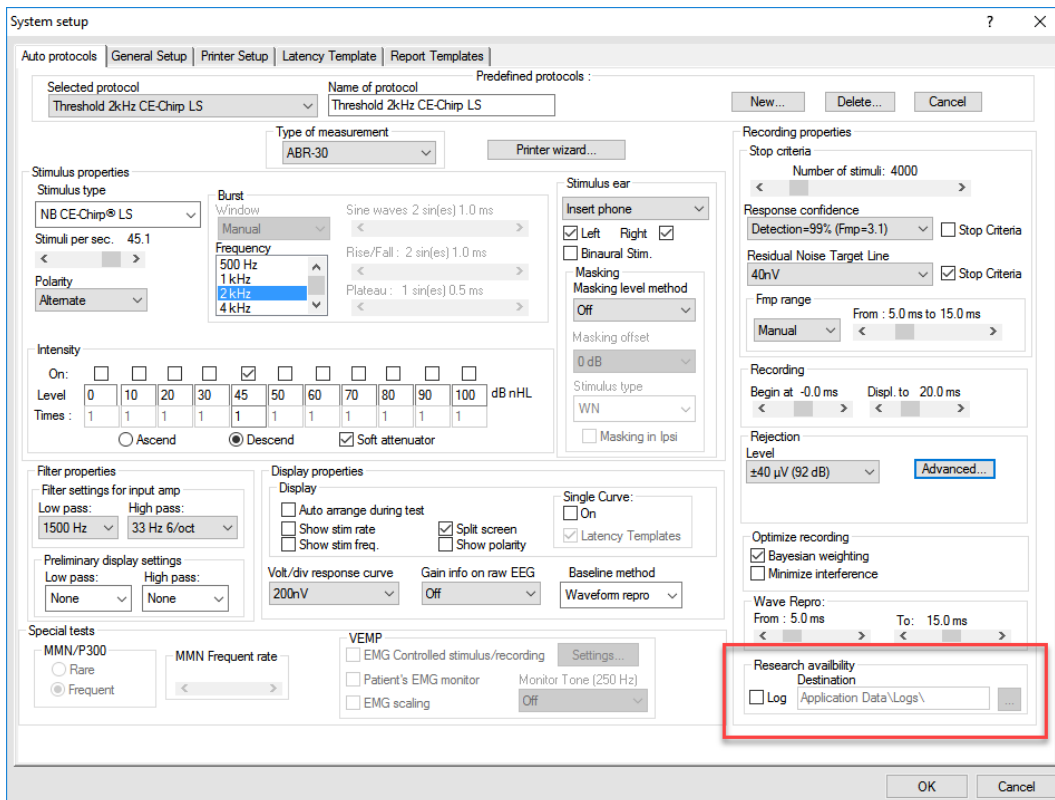 System setup
Auto protocols General Setup Printer Setup Latency Template Report Templates
Predefined protocols :
Selected protocol
Threshold 2kHz CE-Chirp LS
Name of protocol
Threshold 2kHz CE-Chirp LS
New...
Delete...
Cancel
Type of measurement
ABR-30
Printer wizard...
Stimulus properties
Stimulus type
NB CE-Chirp® LS
Stimuli per sec. 45.1
Polarity
Alternate
Burst
Window
Manual
Frequency
500 Hz
1 kHz
2 kHz
4 kHz
Sine waves 2 sin(es) 1.0 ms
Rise/Fall : 2 sin(es) 1.0 ms
Plateau : 1 sin(es) 0.5 ms
Intensity
On:
Level 0 10 20 30 45 50 60 70 80 90 100 dB nHL
Times : 1 1 1 1 1 1 1 1 1 1 1
Ascend
Descend
Soft attenuator
Stimulus ear
Insert phone
Left Right
Binaural Stim.
Masking
Masking level method
Off
Masking offset
0 dB
Stimulus type
WN
Masking in Ipsi
Recording properties
Stop criteria
Number of stimuli: 4000
Response confidence
Detection=99% (Fmp=3.1)
Stop Criteria
Residual Noise Target Line
40nV
Stop Criteria
Fmp range
Manual
From : 5.0 ms to 15.0 ms
Recording
Begin at -0.0 ms
Displ. to 20.0 ms
Rejection
Level
±40 µV (92 dB)
Advanced...
Optimize recording
Bayesian weighting
Minimize interference
Wave Repro:
From : 5.0 ms
To: 15.0 ms
Research availbility
Destination
Log
Application Data\Logs\
...
Filter properties
Filter settings for input amp
Low pass: High pass:
1500 Hz 33 Hz 6/oct
Preliminary display settings
Low pass: High pass:
None None
Display properties
Display
Auto arrange during test
Show stim rate
Show stim freq.
Split screen
Show polarity
Single Curve:
On
Latency Templates
Volt/div response curve
200nV
Gain info on raw EEG
Off
Baseline method
Waveform repro
Special tests
MMN/P300
Rare
Frequent
MMN Frequent rate
VEMP
EMG Controlled stimulus/recording
Settings...
Patient's EMG monitor
EMG scaling
Monitor Tone (250 Hz)
Off
OK
Cancel